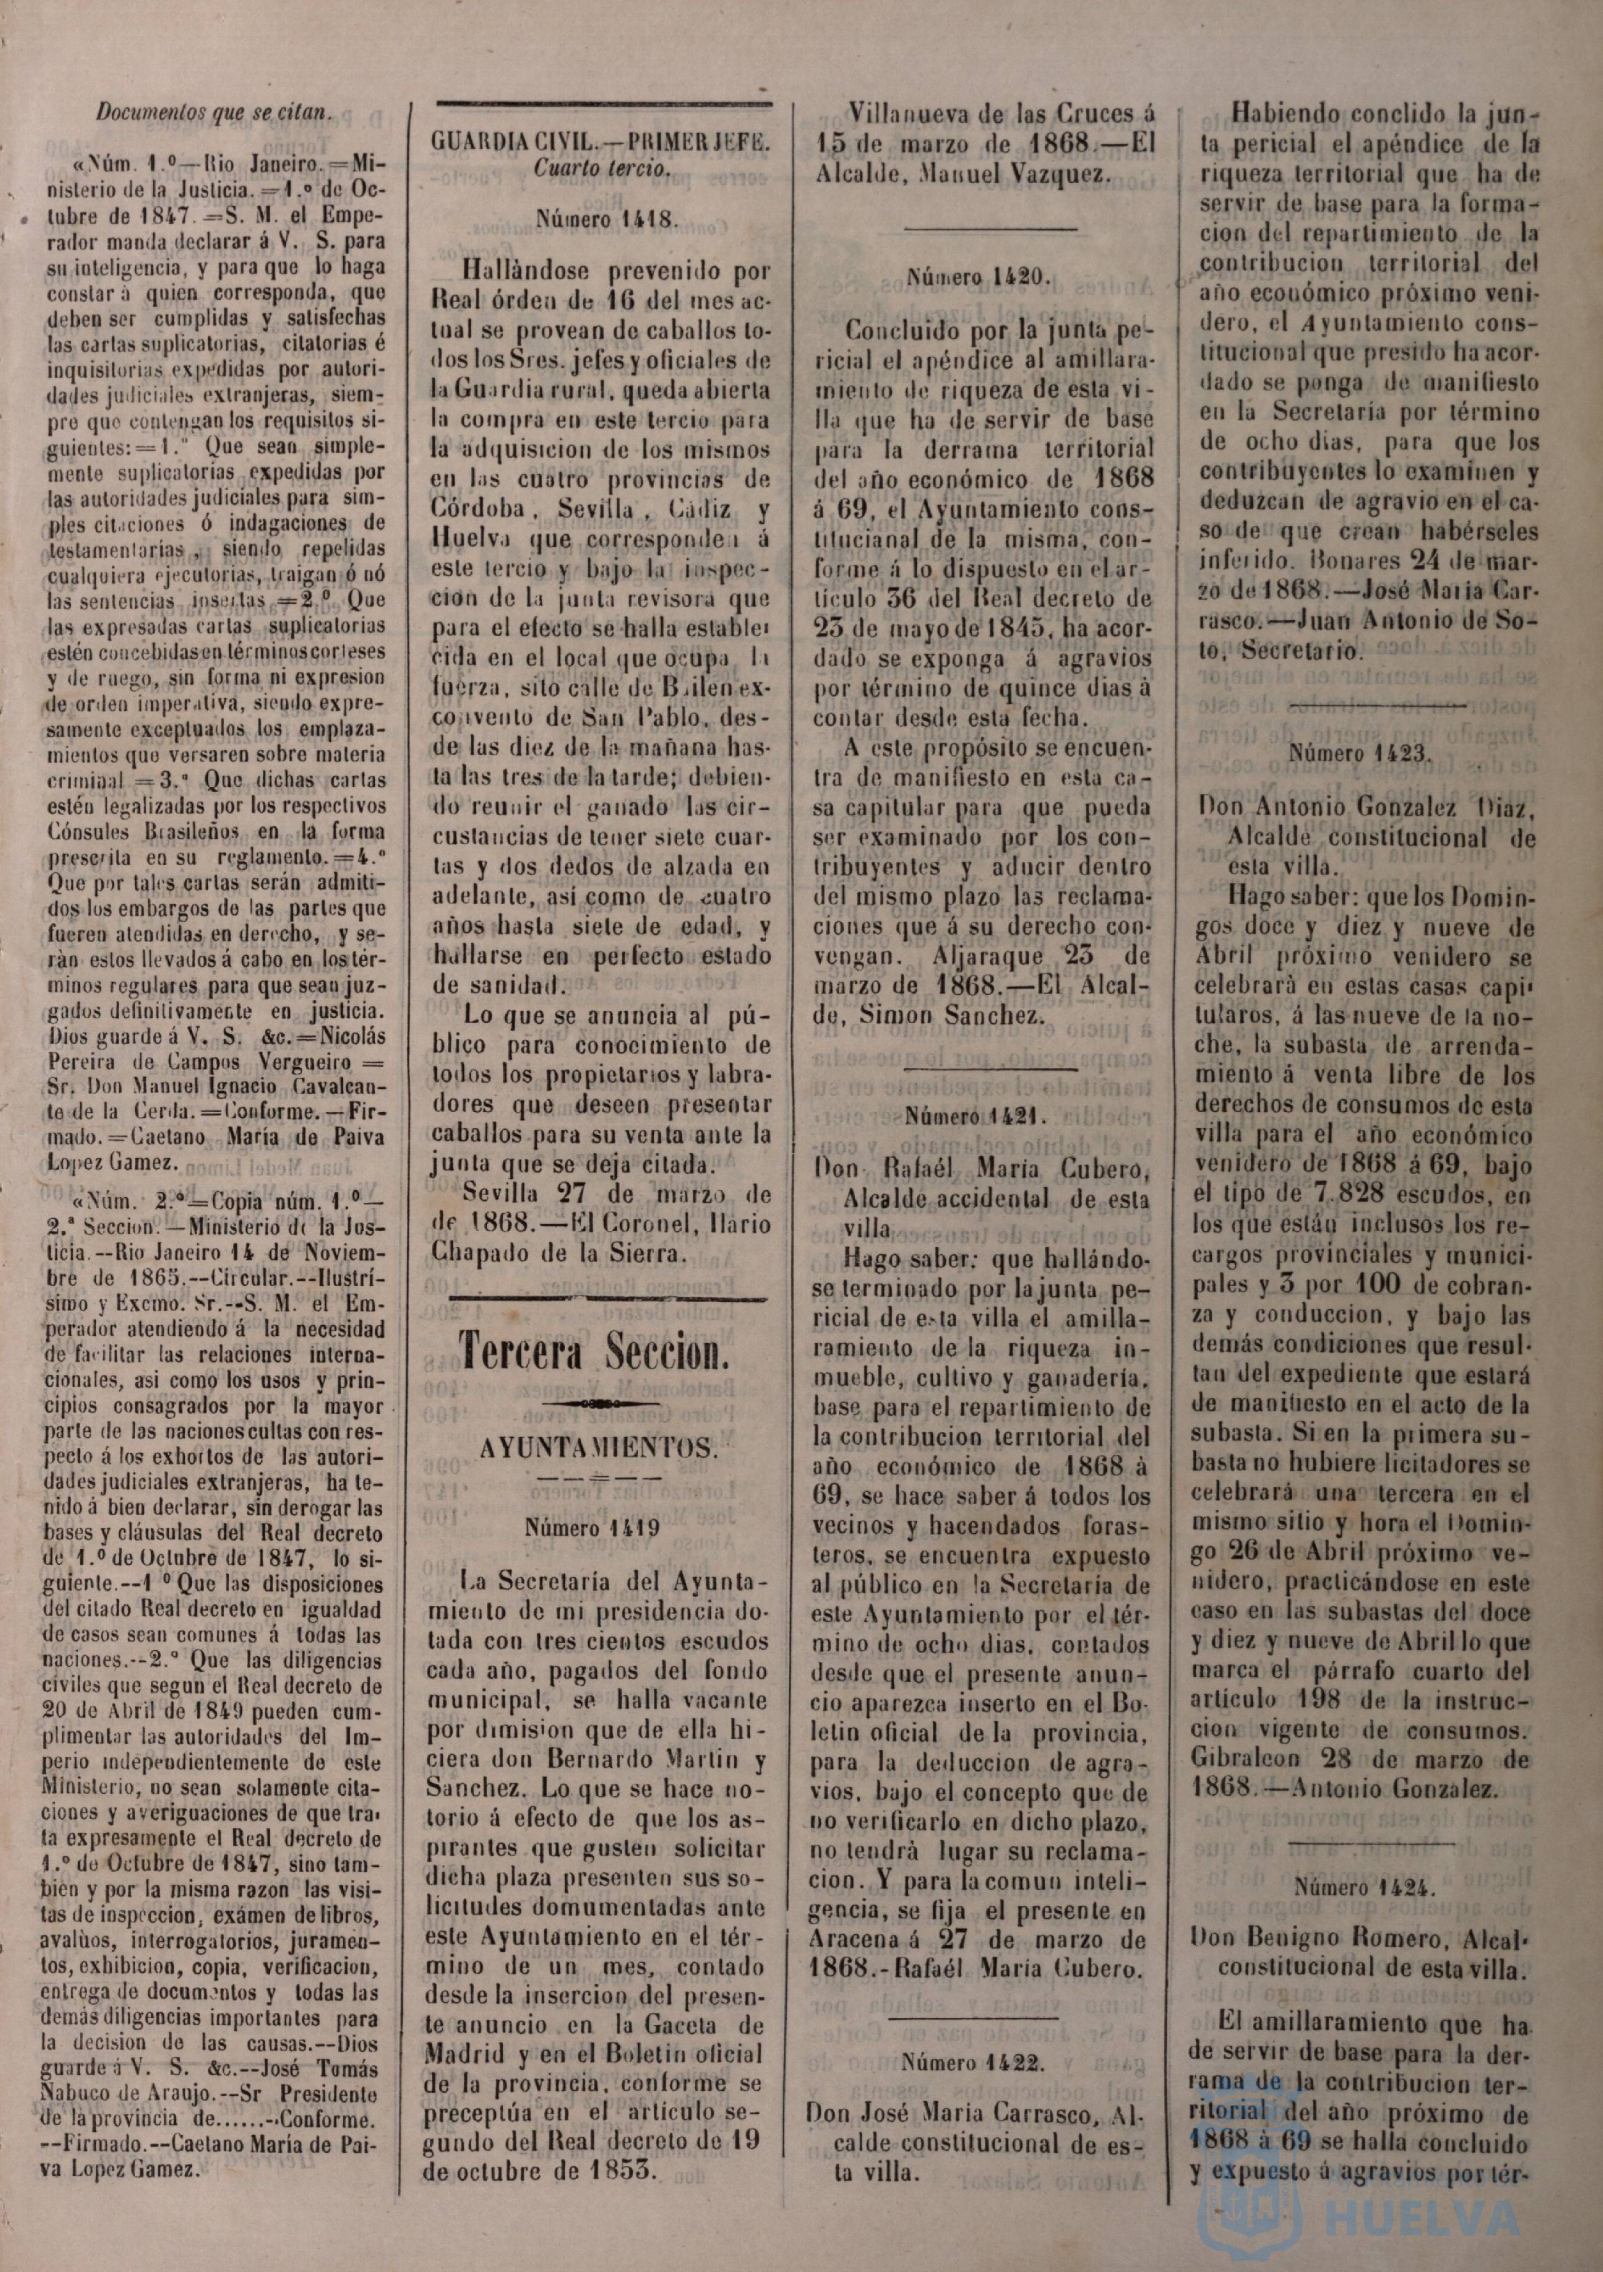 Documentos que se citan.
«Núm. 1.º—Rio Janeiro.=Mi-
nisterio de la Justicia.=1.º de Oc-
tubre de 1847.=S. M. el Empe-
rador manda declarar á V. S. para
su inteligencia, y para que lo haga
constar á quien corresponda, que
deben ser cumplidas y satisfechas
las cartas suplicatorias, citatorias é
inquisitorias expedidas por autori-
dades judiciales extranjeras, siem-
pre que contengan los requisitos si-
guientes:=1.º Que sean simple-
mente suplicatorias expedidas por
las autoridades judiciales para sim-
ples citaciones ó indagaciones de
testamentarias, siendo repelidas
cualquiera ejecutorias, traigan ó nó
las sentencias insertas.=2.º Que
las expresadas cartas suplicatorias
estén concebidas en términos corteses
y de ruego, sin forma ni expresion
de orden imperativa, siendo expre-
samente exceptuados los emplaza-
mientos que versaren sobre materia
criminal=3.ª Que dichas cartas
estén legalizadas por los respectivos
Cónsules Brasileños en la forma
prescrita en su reglamento.=4.º
Que por tales cartas serán admiti-
dos los embargos de las partes que
fueren atendidas en derecho, y se-
rán estos llevados á cabo en los tér-
minos regulares para que sean juz-
gados definitivamente en justicia.
Dios guarde á V. S. &c.=Nicolás
Pereira de Campos Vergueiro=
Sr. Don Manuel Ignacio Cavalcan-
te de la Cerda.=Conforme.—Fir-
mado.=Caetano María de Paiva
Lopez Gamez.
«Núm. 2.º=Copia núm. 1.º—
2.ª Seccion.—Ministerio de la Jus-
ticia.--Rio Janeiro 14 de Noviem-
bre de 1865.--Circular.--Ilustrí-
simo y Excmo. Sr.--S. M. el Em-
perador atendiendo á la necesidad
de facilitar las relaciones interna-
cionales, asi como los usos y prin-
cipios consagrados por la mayor
parte de las naciones cultas con res-
pecto á los exhortos de las autori-
dades judiciales extranjeras, ha te-
nido á bien declarar, sin derogar las
bases y cláusulas del Real decreto
de 1.º de Octubre de 1847, lo si-
guiente.--1 º Que las disposiciones
del citado Real decreto en igualdad
de casos sean comunes á todas las
naciones.--2.º Que las diligencias
civiles que segun el Real decreto de
20 de Abril de 1849 pueden cum-
plimentar las autoridades del Im-
perio independientemente de este
Ministerio, no sean solamente cita-
ciones y averiguaciones de que tra-
ta expresamente el Real decreto de
1.º de Octubre de 1847, sino tam-
bien y por la misma razon las visi-
tas de inspeccion, exámen de libros,
avalúos, interrogatorios, juramen-
tos, exhibicion, copia, verificacion,
entrega de documentos y todas las
demás diligencias importantes para
la decision de las causas.--Dios
guarde á V. S. &c.--José Tomás
Nabuco de Araujo.--Sr Presidente
de la provincia de......--Conforme.
--Firmado.--Caetano María de Pai-
va Lopez Gamez.
GUARDIA CIVIL.—PRIMER JEFE.
Cuarto tercio.
Número 1418.
Hallàndose prevenido por
Real órden de 16 del mes ac-
tual se provean de caballos to-
dos los Sres. jefes y oficiales de
la Guardia rural, queda abierta
la compra en este tercio para
la adquisicion de los mismos
en las cuatro provincias de
Córdoba, Sevilla, Cádiz y
Huelva que corresponden á
este tercio y bajo la inspec-
cion de la junta revisora que
para el efecto se halla estable-
cida en el local que ocupa la
fuerza, sito calle de Bailen ex-
convento de San Pablo, des-
de las diez de la mañana has-
ta las tres de la tarde; debien-
do reunir el ganado las cir-
custancias de tener siete cuar-
tas y dos dedos de alzada en
adelante, asi como de cuatro
años hasta siete de edad, y
hallarse en perfecto estado
de sanidad.
Lo que se anuncia al pú-
blico para conocimiento de
todos los propietarios y labra-
dores que deseen presentar
caballos para su venta ante la
junta que se deja citada.
Sevilla 27 de marzo de
de 1868.—El Coronel, Ilario
Chapado de la Sierra.
Tercera Seccion.
AYUNTAMIENTOS.
Número 1419
La Secretaría del Ayunta-
miento de mi presidencia do-
tada con tres cientos escudos
cada año, pagados del fondo
municipal, se halla vacante
por dimision que de ella hi-
ciera don Bernardo Martin y
Sanchez. Lo que se hace no-
torio á efecto de que los as-
pirantes que gusten solicitar
dicha plaza presenten sus so-
licitudes domumentadas ante
este Ayuntamiento en el tér-
mino de un mes, contado
desde la insercion del presen-
te anuncio en la Gaceta de
Madrid y en el Boletin oficial
de la provincia, conforme se
preceptúa en el artículo se-
gundo del Real decreto de 19
de octubre de 1853.
Villanueva de las Cruces á
15 de marzo de 1868.—El
Alcalde, Manuel Vazquez.
Número 1420.
Concluido por la junta pe-
ricial el apéndice al amillara-
miento de riqueza de esta vi-
lla que ha de servir de base
para la derrama territorial
del año económico de 1868
á 69, el Ayuntamiento cons-
titucianal de la misma, con-
forme á lo dispuesto en el ar-
tículo 36 del Real decreto de
23 de mayo de 1845, ha acor-
dado se exponga á agravios
por término de quince dias à
contar desde esta fecha.
A este propósito se encuen-
tra de manifiesto en esta ca-
sa capitular para que pueda
ser examinado por los con-
tribuyentes y aducir dentro
del mismo plazo las reclama-
ciones que á su derecho con-
vengan. Aljaraque 23 de
marzo de 1868.—El Alcal-
de, Simon Sanchez.
Número 1421.
Don Rafaél María Cubero,
Alcalde accidental de esta
villa.
Hago saber: que hallándo-
se terminado por la junta pe-
ricial de esta villa el amilla-
ramiento de la riqueza in-
mueble, cultivo y ganadería,
base para el repartimiento de
la contribucion territorial del
año económico de 1868 à
69, se hace saber á todos los
vecinos y hacendados foras-
teros, se encuentra expuesto
al público en la Secretaría de
este Ayuntamiento por el tér-
mino de ocho dias, contados
desde que el presente anun-
cio aparezca inserto en el Bo-
letin oficial de la provincia,
para la deduccion de agra-
vios, bajo el concepto que de
no verificarlo en dicho plazo,
no tendrà lugar su reclama-
cion. Y para la comun inteli-
gencia, se fija el presente en
Aracena á 27 de marzo de
1868.-Rafaél María Cubero.
Número 1422.
Don José María Carrasco, Al-
calde constitucional de es-
ta villa.
Habiendo conclido la jun-
ta pericial el apéndice de la
riqueza territorial que ha de
servir de base para la forma-
cion del repartimiento de la
contribucion territorial del
año económico próximo veni-
dero, el Ayuntamiento cons-
titucional que presido ha acor-
dado se ponga de manifiesto
en la Secretaría por término
de ocho dias, para que los
contribuyentes lo examinen y
deduzcan de agravio en el ca-
so de que crean habérseles
inferido. Bonares 24 de mar-
zo de 1868.—José María Car-
rasco.—Juan Antonio de So-
to, Secretario.
Número 1423.
Don Antonio Gonzalez Diaz,
Alcalde constitucional de
esta villa.
Hago saber: que los Domin-
gos doce y diez y nueve de
Abril próximo venidero se
celebrarà en estas casas capi-
tularos, á las nueve de la no-
che, la subasta de arrenda-
miento á venta libre de los
derechos de consumos de esta
villa para el año económico
venidero de 1868 á 69, bajo
el tipo de 7.828 escudos, en
los que están inclusos los re-
cargos provinciales y munici-
pales y 3 por 100 de cobran-
za y conduccion, y bajo las
demás condiciones que resul-
tan del expediente que estará
de manifiesto en el acto de la
subasta. Si en la primera su-
basta no hubiere licitadores se
celebrará una tercera en el
mismo sitio y hora el Domin-
go 26 de Abril próximo ve-
nidero, practicándose en este
caso en las subastas del doce
y diez y nueve de Abril lo que
marca el párrafo cuarto del
artículo 198 de la instruc-
cion vigente de consumos.
Gibraleon 28 de marzo de
1868.—Antonio Gonzalez.
Número 1424.
Don Benigno Romero, Alcal-
constitucional de esta villa.
El amillaramiento que ha
de servir de base para la der-
rama de la contribucion ter-
ritorial del año próximo de
1868 à 69 se halla concluido
y expuesto á agravios por tér-
HUELVA